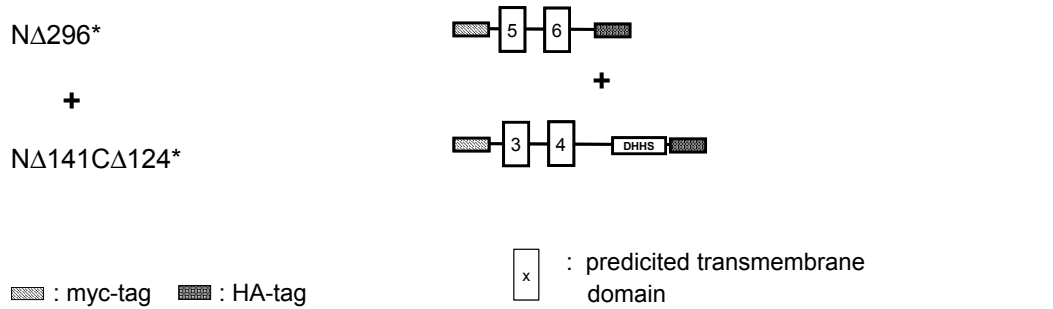 NΔ296*
5 6
+
+
NΔ141CΔ124*
3 4 DHHS
x : predicited transmembrane
domain
: myc-tag : HA-tag